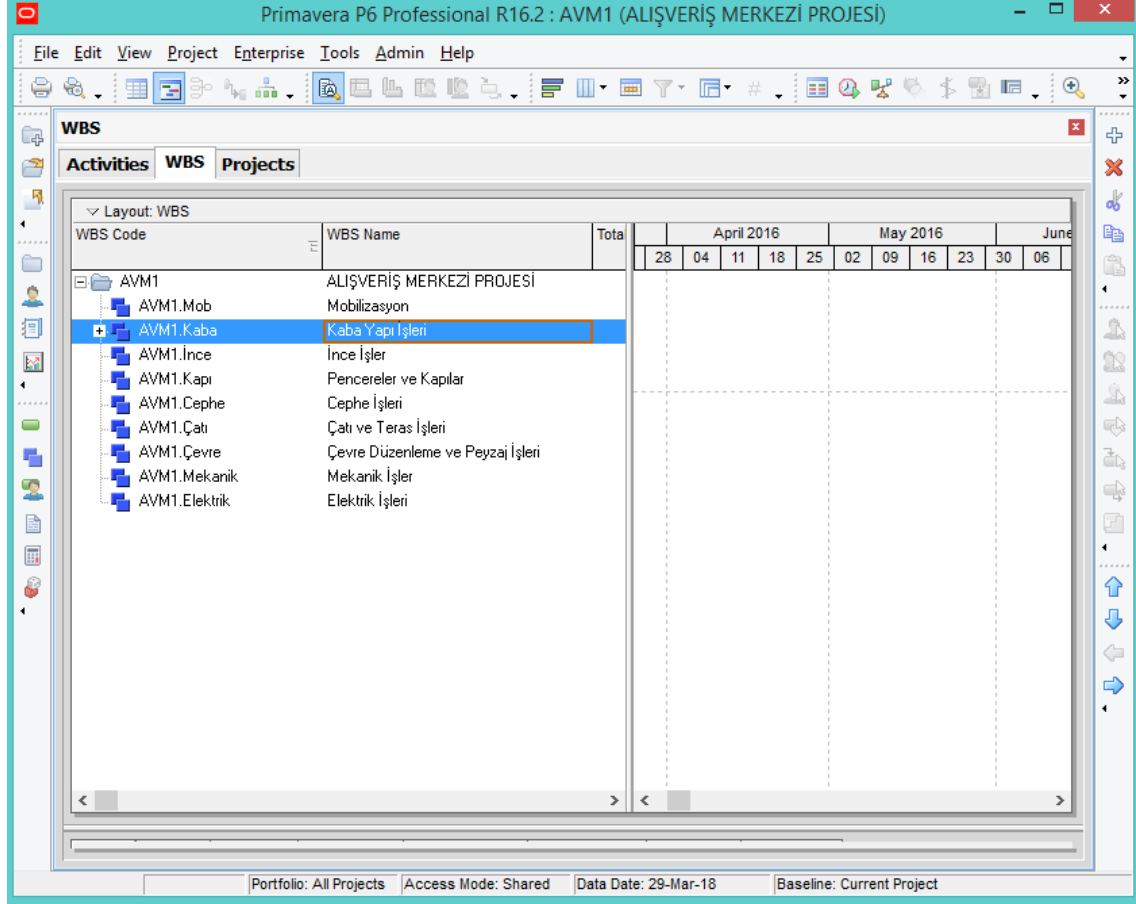 Primavera P6 Professional R16.2 : AVM1 (ALIŞVERİŞ MERKEZİ PROJESİ)
File Edit View Project Enterprise Tools Admin Help
WBS
Activities WBS Projects
Layout: WBS
WBS Code WBS Name Total April 2016 May 2016 June
28 04 11 18 25 02 09 16 23 30 06
AVM1 ALIŞVERİŞ MERKEZİ PROJESİ
AVM1.Mob Mobilizasyon
AVM1.Kaba Kaba Yapı İşleri
AVM1.İnce İnce İşler
AVM1.Kapı Pencereler ve Kapılar
AVM1.Cephe Cephe İşleri
AVM1.Çatı Çatı ve Teras İşleri
AVM1.Çevre Çevre Düzenleme ve Peyzaj İşleri
AVM1.Mekanik Mekanik İşler
AVM1.Elektrik Elektrik İşleri
Portfolio: All Projects Access Mode: Shared Data Date: 29-Mar-18 Baseline: Current Project